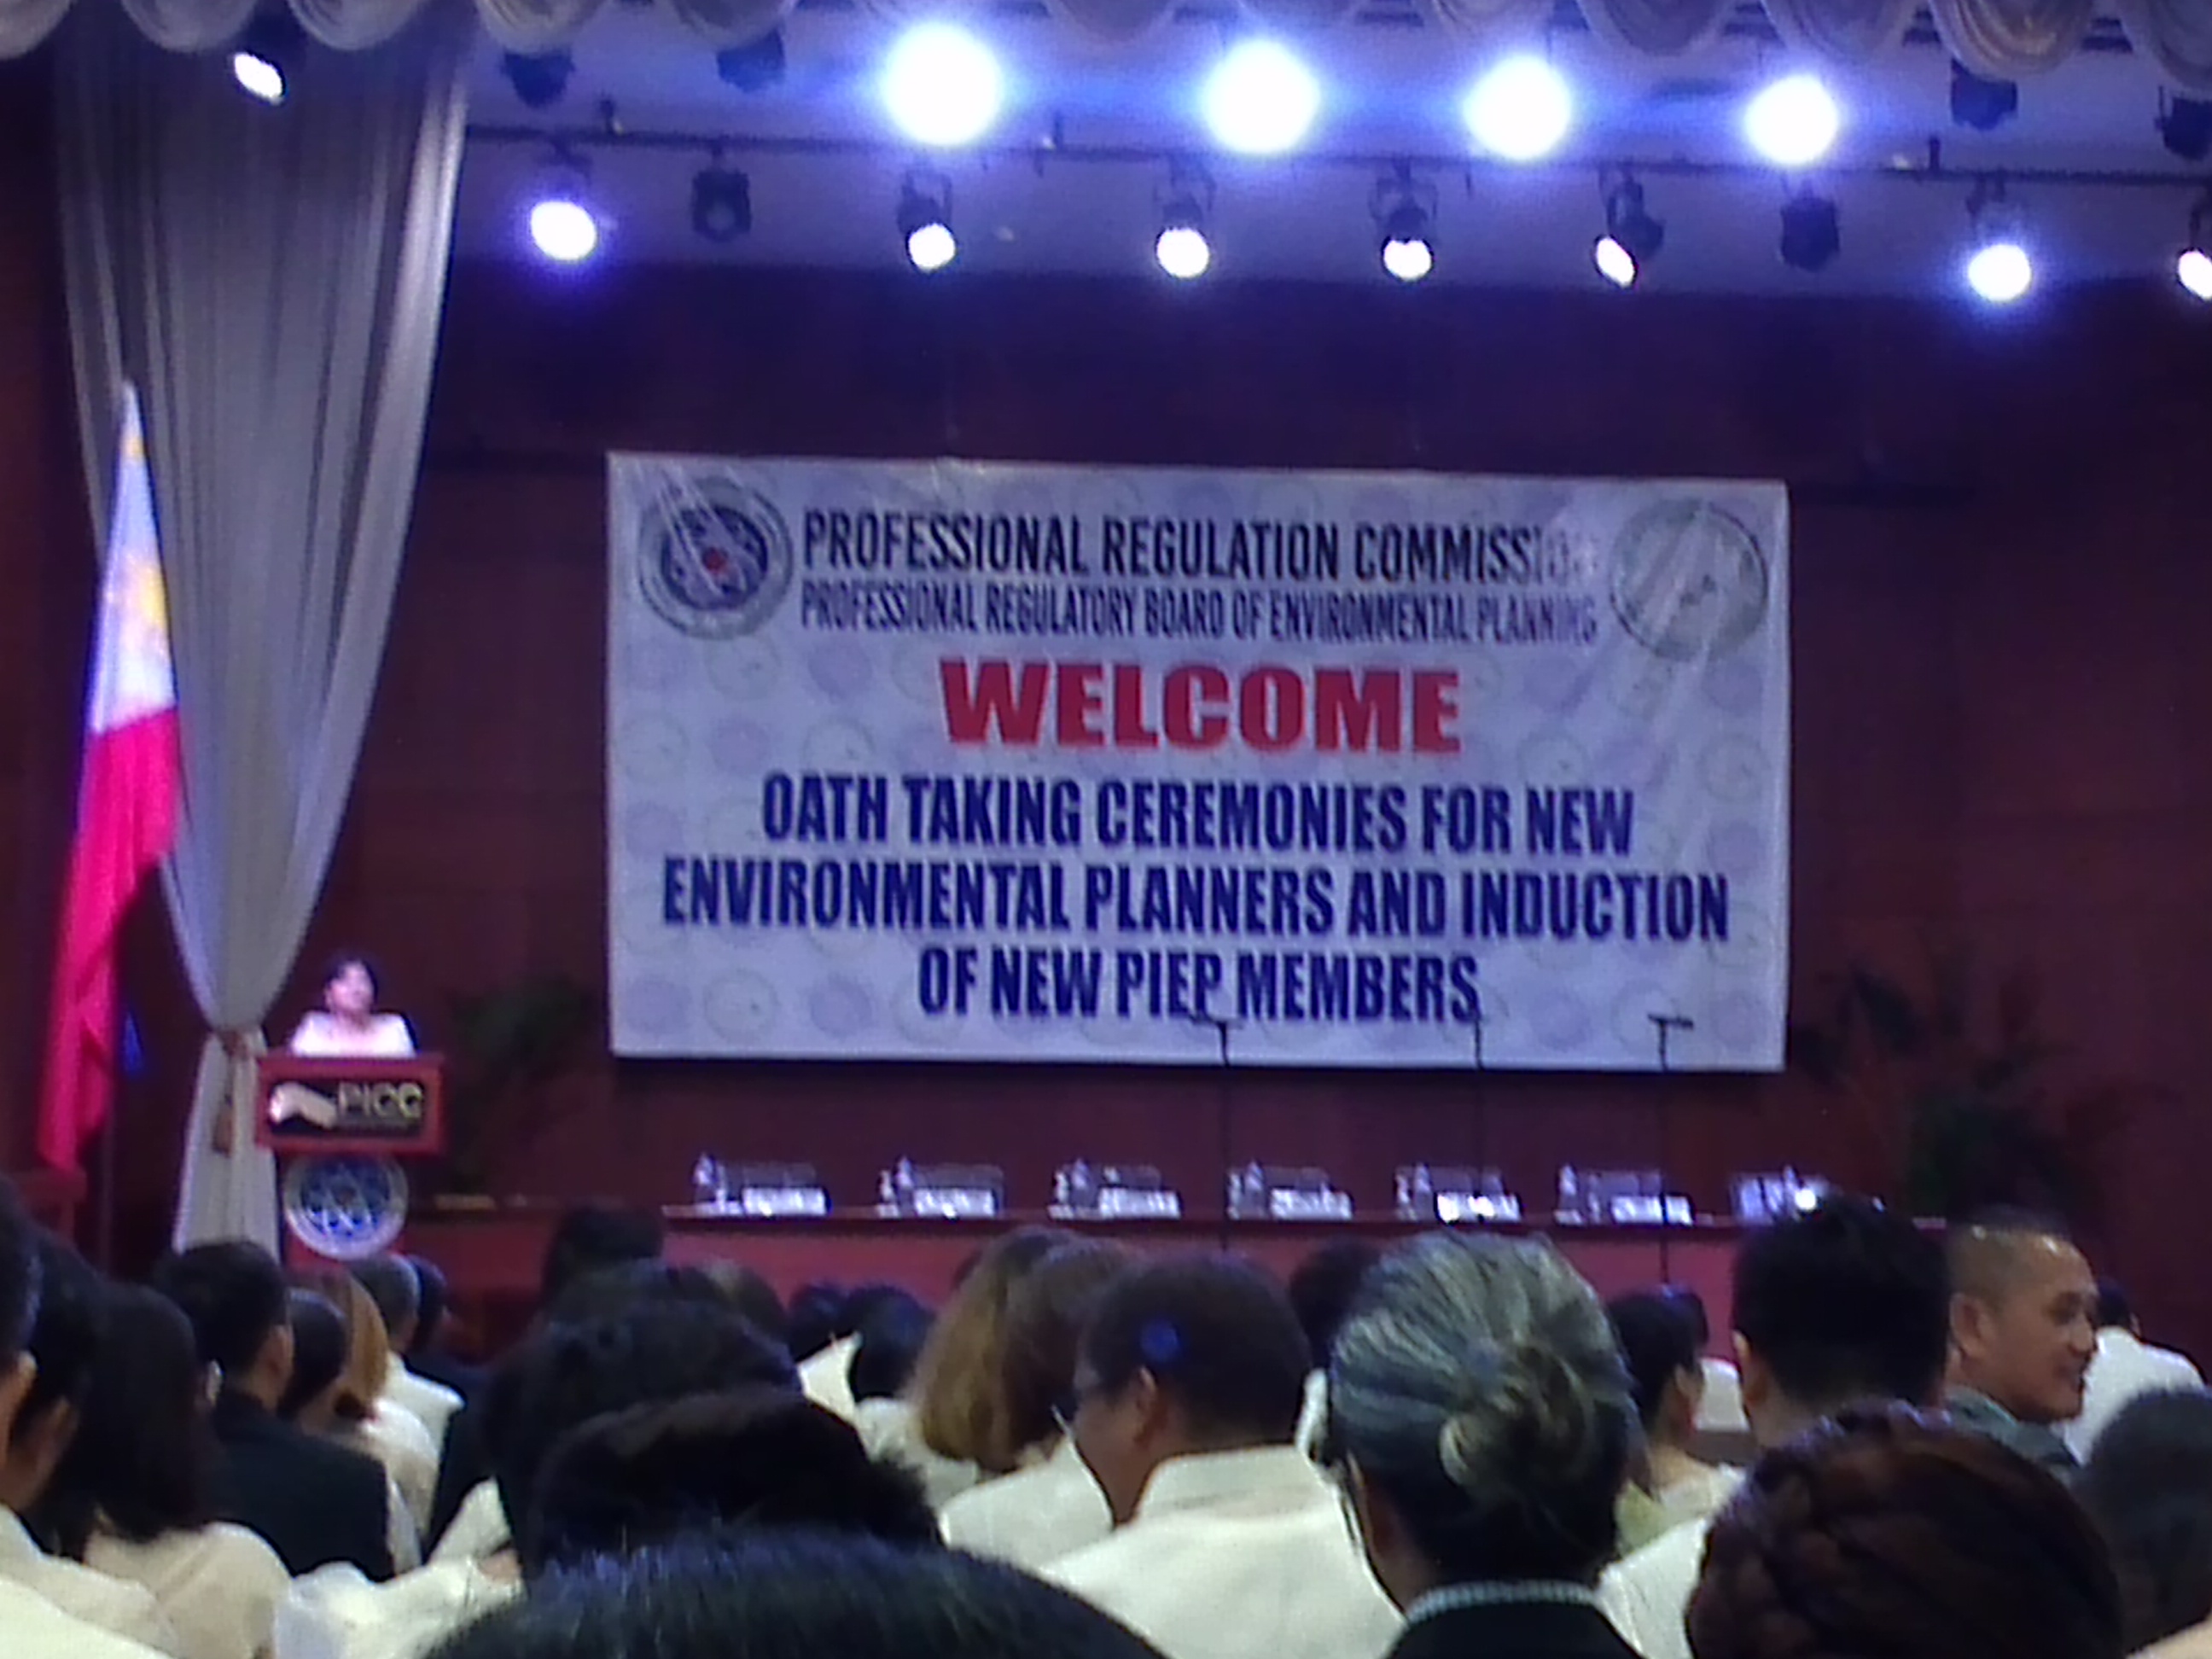 PROFESSIONAL REGULATION COMMISSION
PROFESSIONAL REGULATORY BOARD OF ENVIRONMENTAL PLANNING
WELCOME
OATH TAKING CEREMONIES FOR NEW
ENVIRONMENTAL PLANNERS AND INDUCTION
OF NEW PIEP MEMBERS
PICC